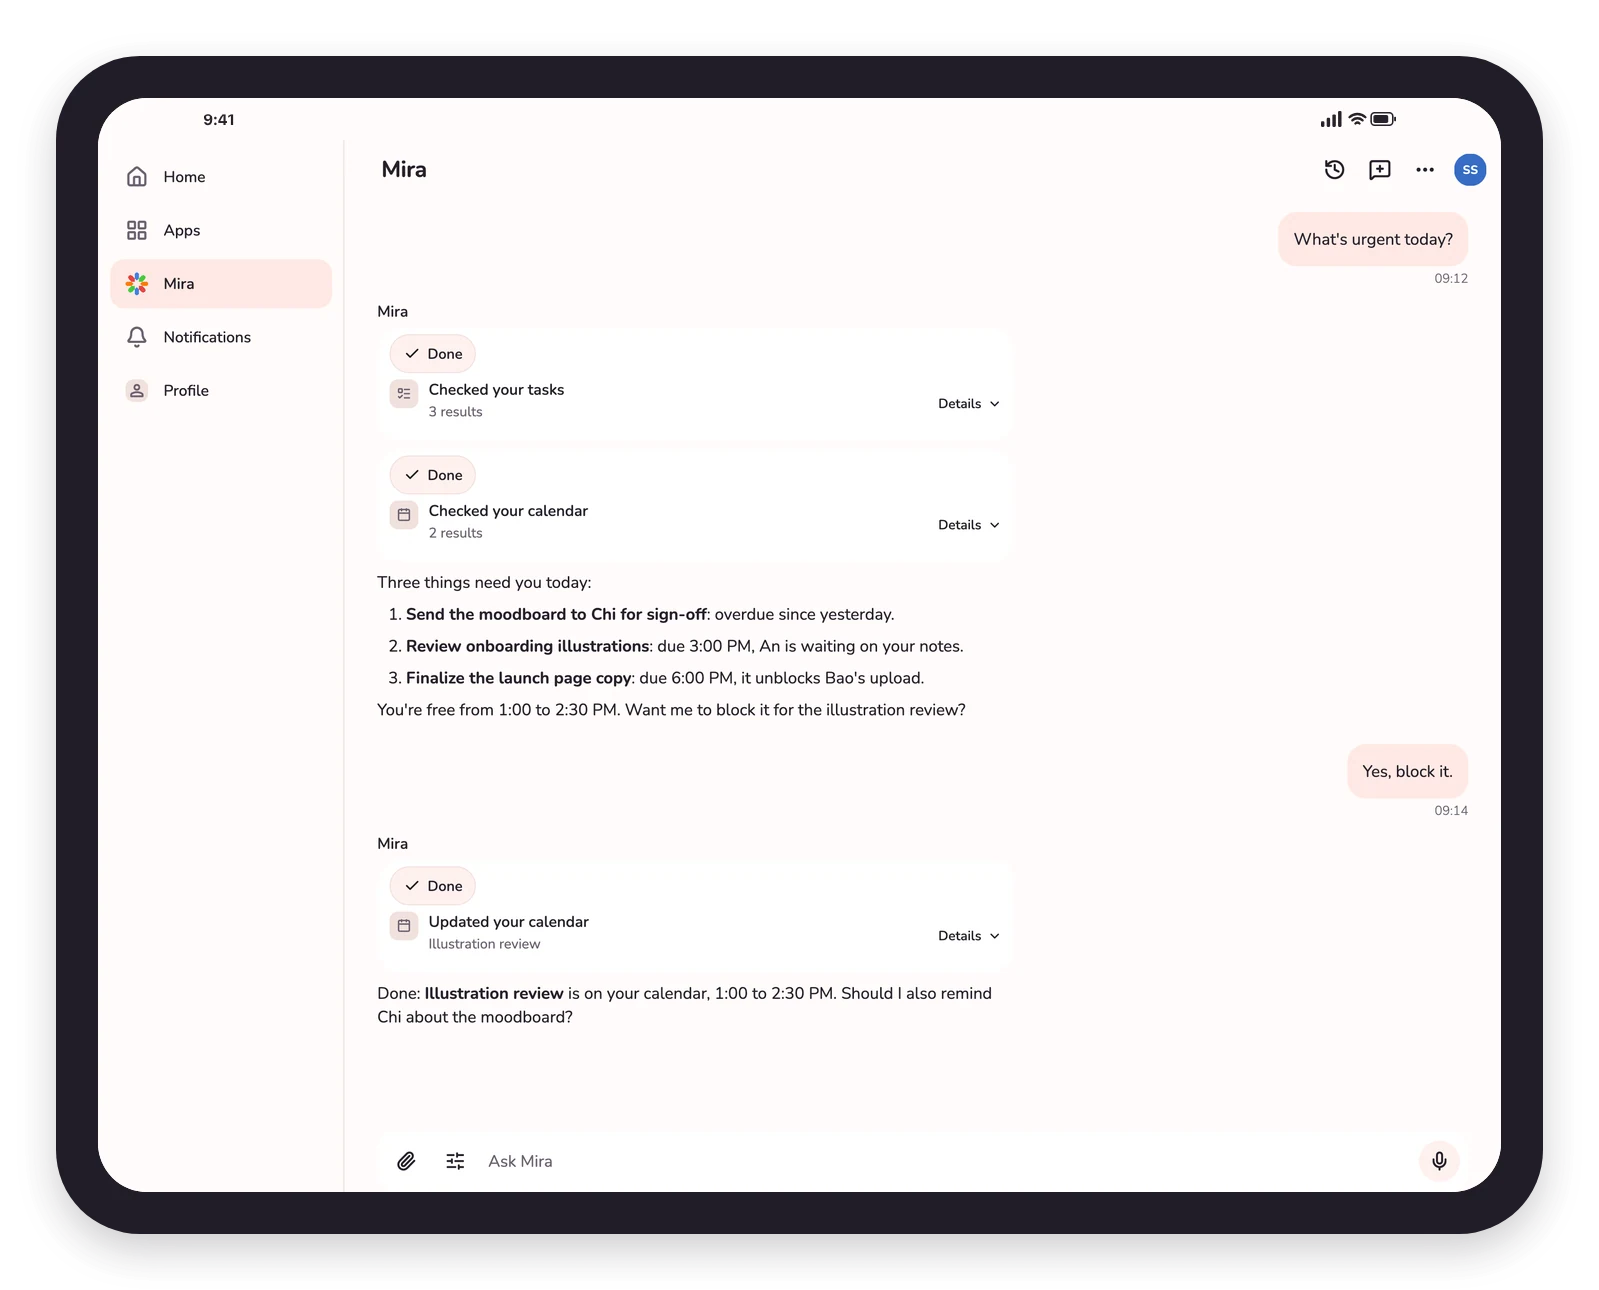 9:41
Home
Apps
Mira
Notifications
Profile
Mira
SS
What's urgent today?
09:12
Mira
Done
Checked your tasks
3 results
Details
Done
Checked your calendar
2 results
Details
Three things need you today:
1. Send the moodboard to Chi for sign-off: overdue since yesterday.
2. Review onboarding illustrations: due 3:00 PM, An is waiting on your notes.
3. Finalize the launch page copy: due 6:00 PM, it unblocks Bao's upload.
You're free from 1:00 to 2:30 PM. Want me to block it for the illustration review?
Yes, block it.
09:14
Mira
Done
Updated your calendar
Illustration review
Details
Done: Illustration review is on your calendar, 1:00 to 2:30 PM. Should I also remind
Chi about the moodboard?
Ask Mira